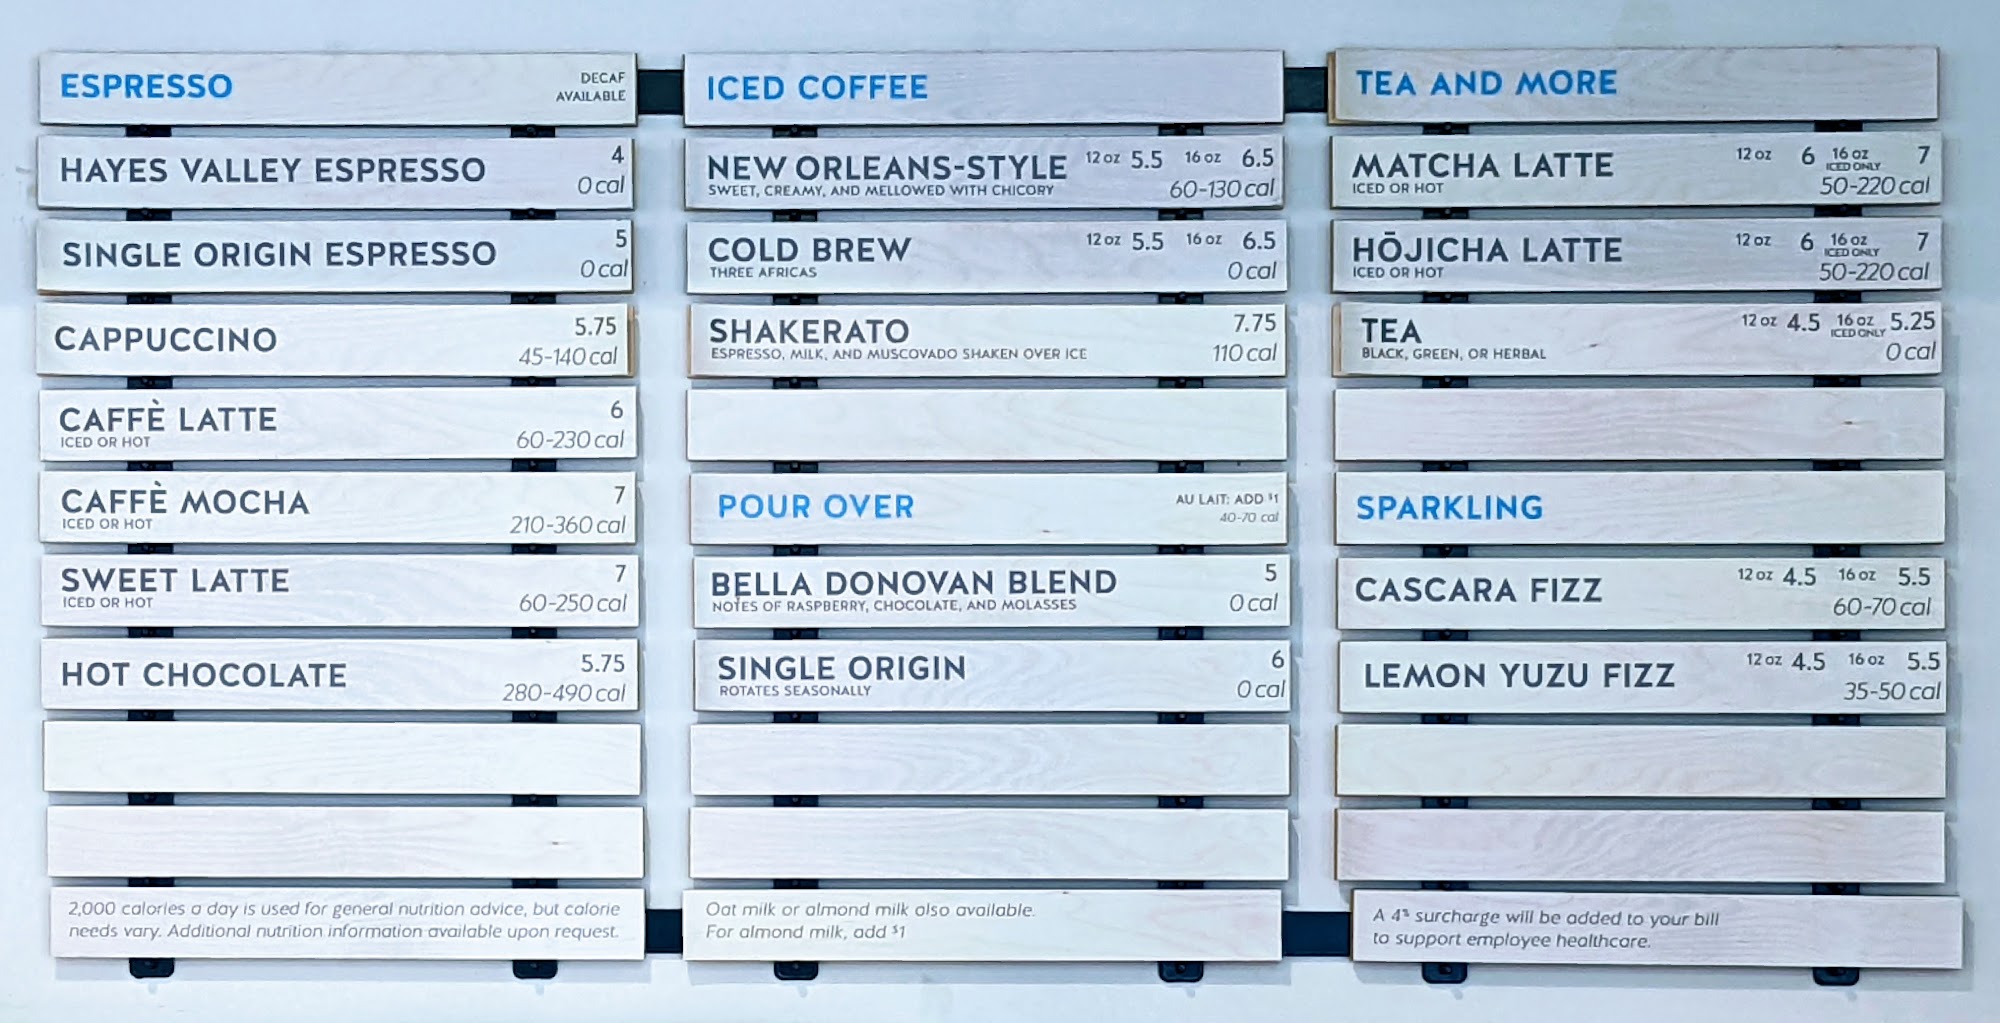 ESPRESSO DECAF AVAILABLE
HAYES VALLEY ESPRESSO 4
0 cal
SINGLE ORIGIN ESPRESSO 5
0 cal
CAPPUCCINO 5.75
45-140 cal
CAFFÈ LATTE 6
ICED OR HOT 60-230 cal
CAFFÈ MOCHA 7
ICED OR HOT 210-360 cal
SWEET LATTE 7
ICED OR HOT 60-250 cal
HOT CHOCOLATE 5.75
280-490 cal
2,000 calories a day is used for general nutrition advice, but calorie
needs vary. Additional nutrition information available upon request.
ICED COFFEE
NEW ORLEANS-STYLE 12 oz 5.5 16 oz 6.5
SWEET, CREAMY, AND MELLOWED WITH CHICORY 60-130 cal
COLD BREW 12 oz 5.5 16 oz 6.5
THREE AFRICAS 0 cal
SHAKERATO 7.75
ESPRESSO, MILK, AND MUSCOVADO SHAKEN OVER ICE 110 cal
POUR OVER AU LAIT: ADD $1
40-70 cal
BELLA DONOVAN BLEND 5
NOTES OF RASPBERRY, CHOCOLATE, AND MOLASSES 0 cal
SINGLE ORIGIN 6
ROTATES SEASONALLY 0 cal
Oat milk or almond milk also available.
For almond milk, add $1
TEA AND MORE
MATCHA LATTE 12 oz 6 16 oz ICED ONLY 7
ICED OR HOT 50-220 cal
HŌJICHA LATTE 12 oz 6 16 oz ICED ONLY 7
ICED OR HOT 50-220 cal
TEA 12 oz 4.5 16 oz ICED ONLY 5.25
BLACK, GREEN, OR HERBAL 0 cal
SPARKLING
CASCARA FIZZ 12 oz 4.5 16 oz 5.5
60-70 cal
LEMON YUZU FIZZ 12 oz 4.5 16 oz 5.5
35-50 cal
A 4% surcharge will be added to your bill
to support employee healthcare.